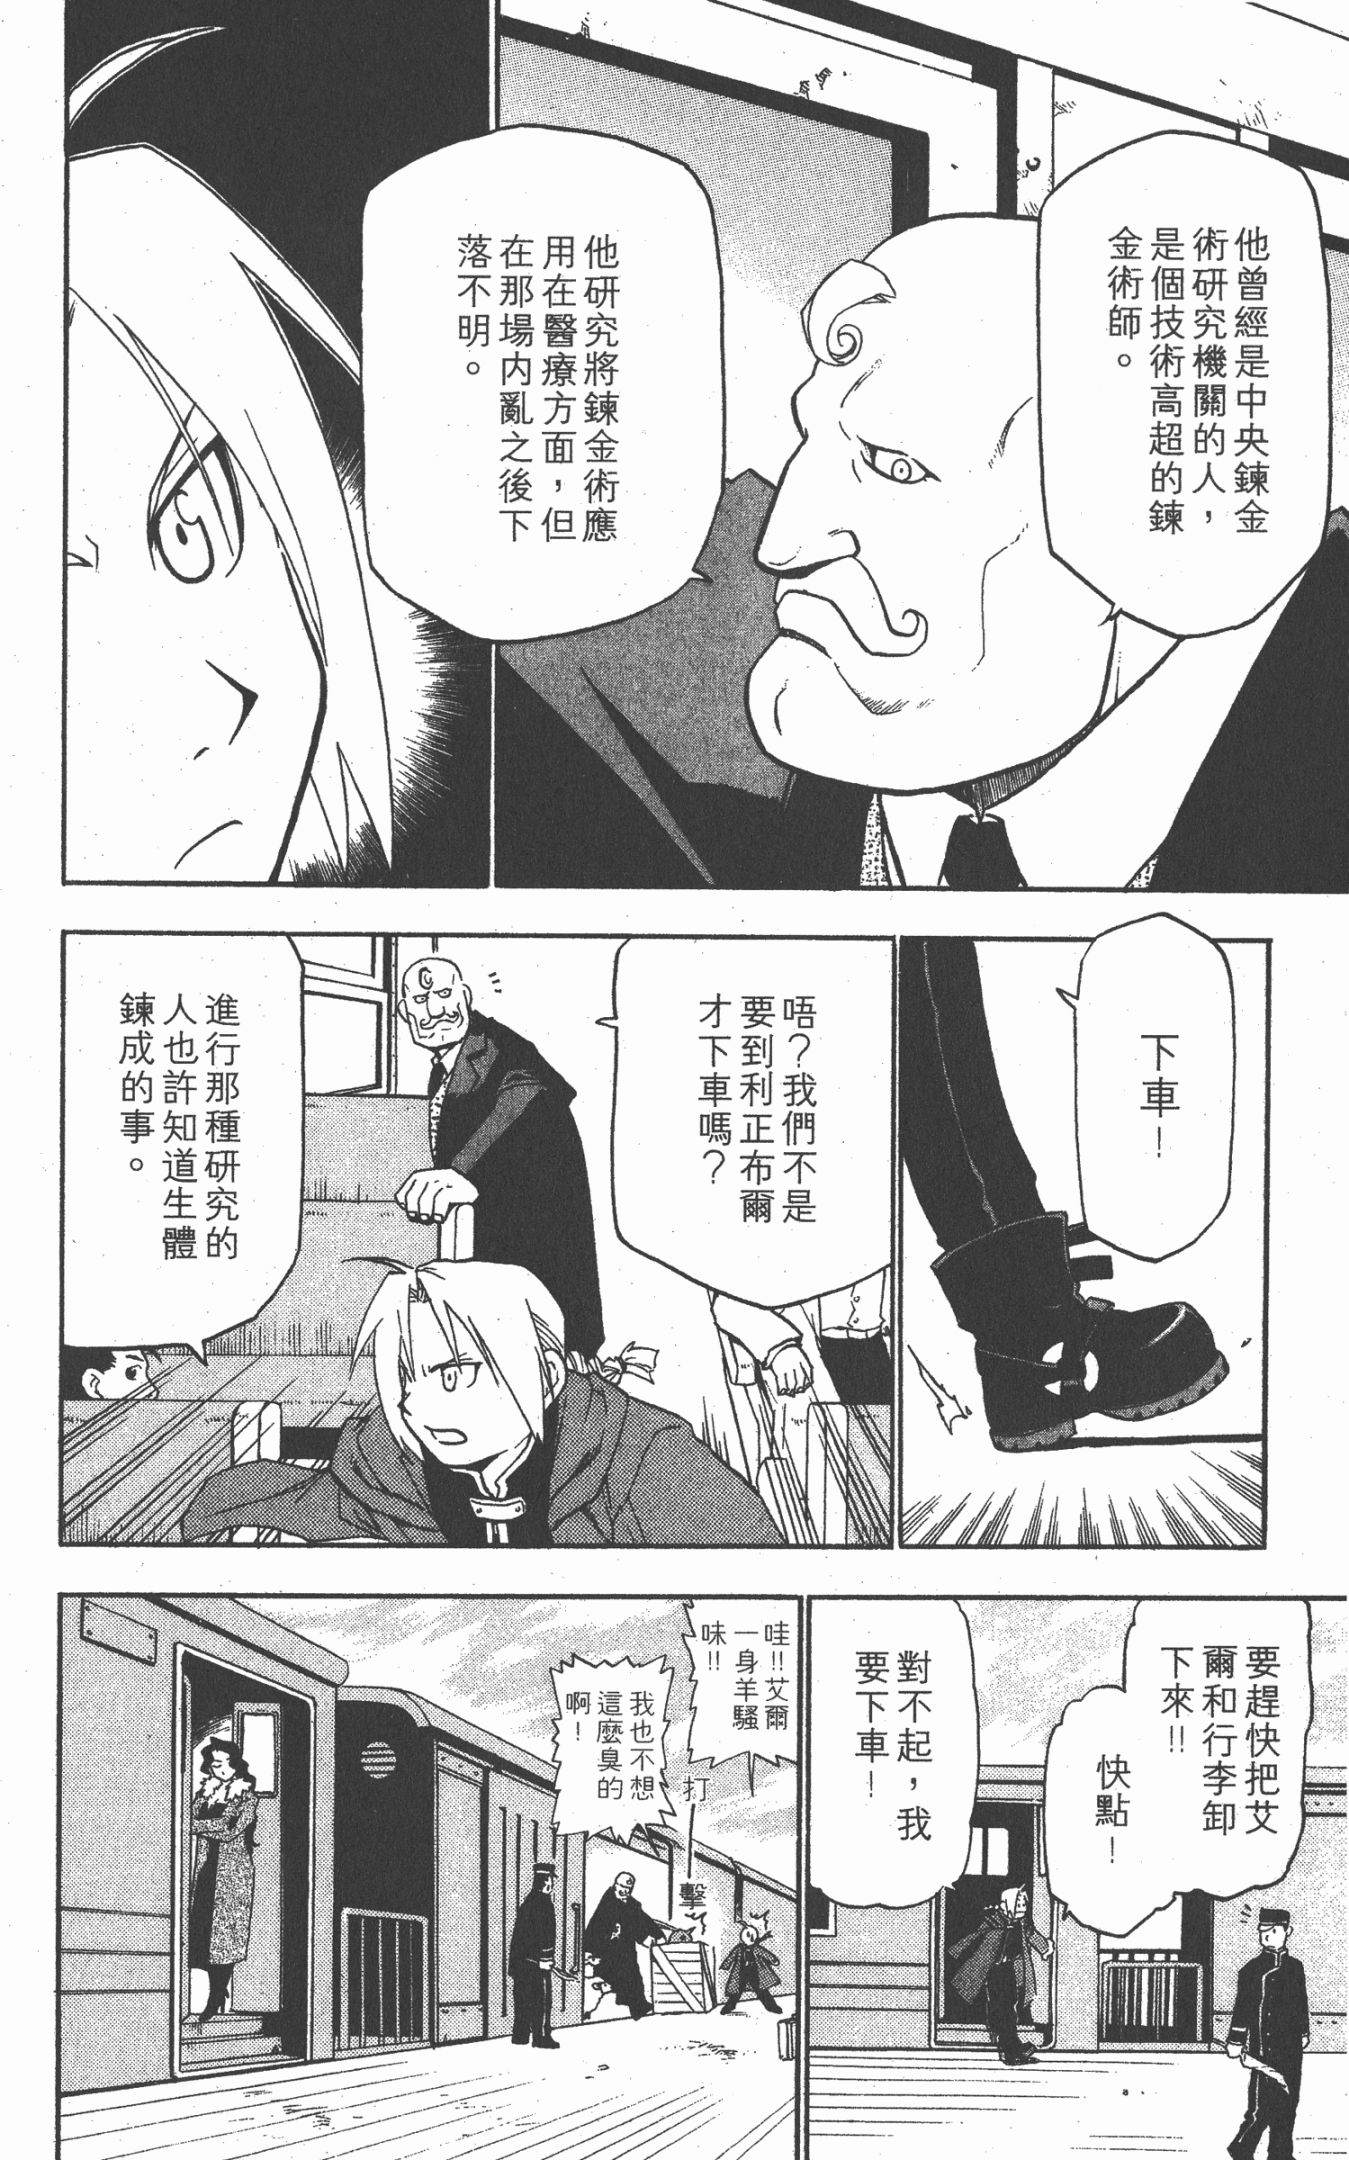 他曾經是中央鍊金
術研究機關的人，
是個技術高超的鍊
金術師。
他研究將鍊金術應
用在醫療方面，但
在那場內亂之後下
落不明。
下車！
唔？我們不是
要到利正布爾
才下車嗎？
進行那種研究的
人也許知道生體
鍊成的事。
要趕快把艾
爾和行李卸
下來!!
快點！
對不起，我
要下車！
哇!!艾爾
一身羊騷
味!!
打擊
我也不想
這麼臭的
啊！